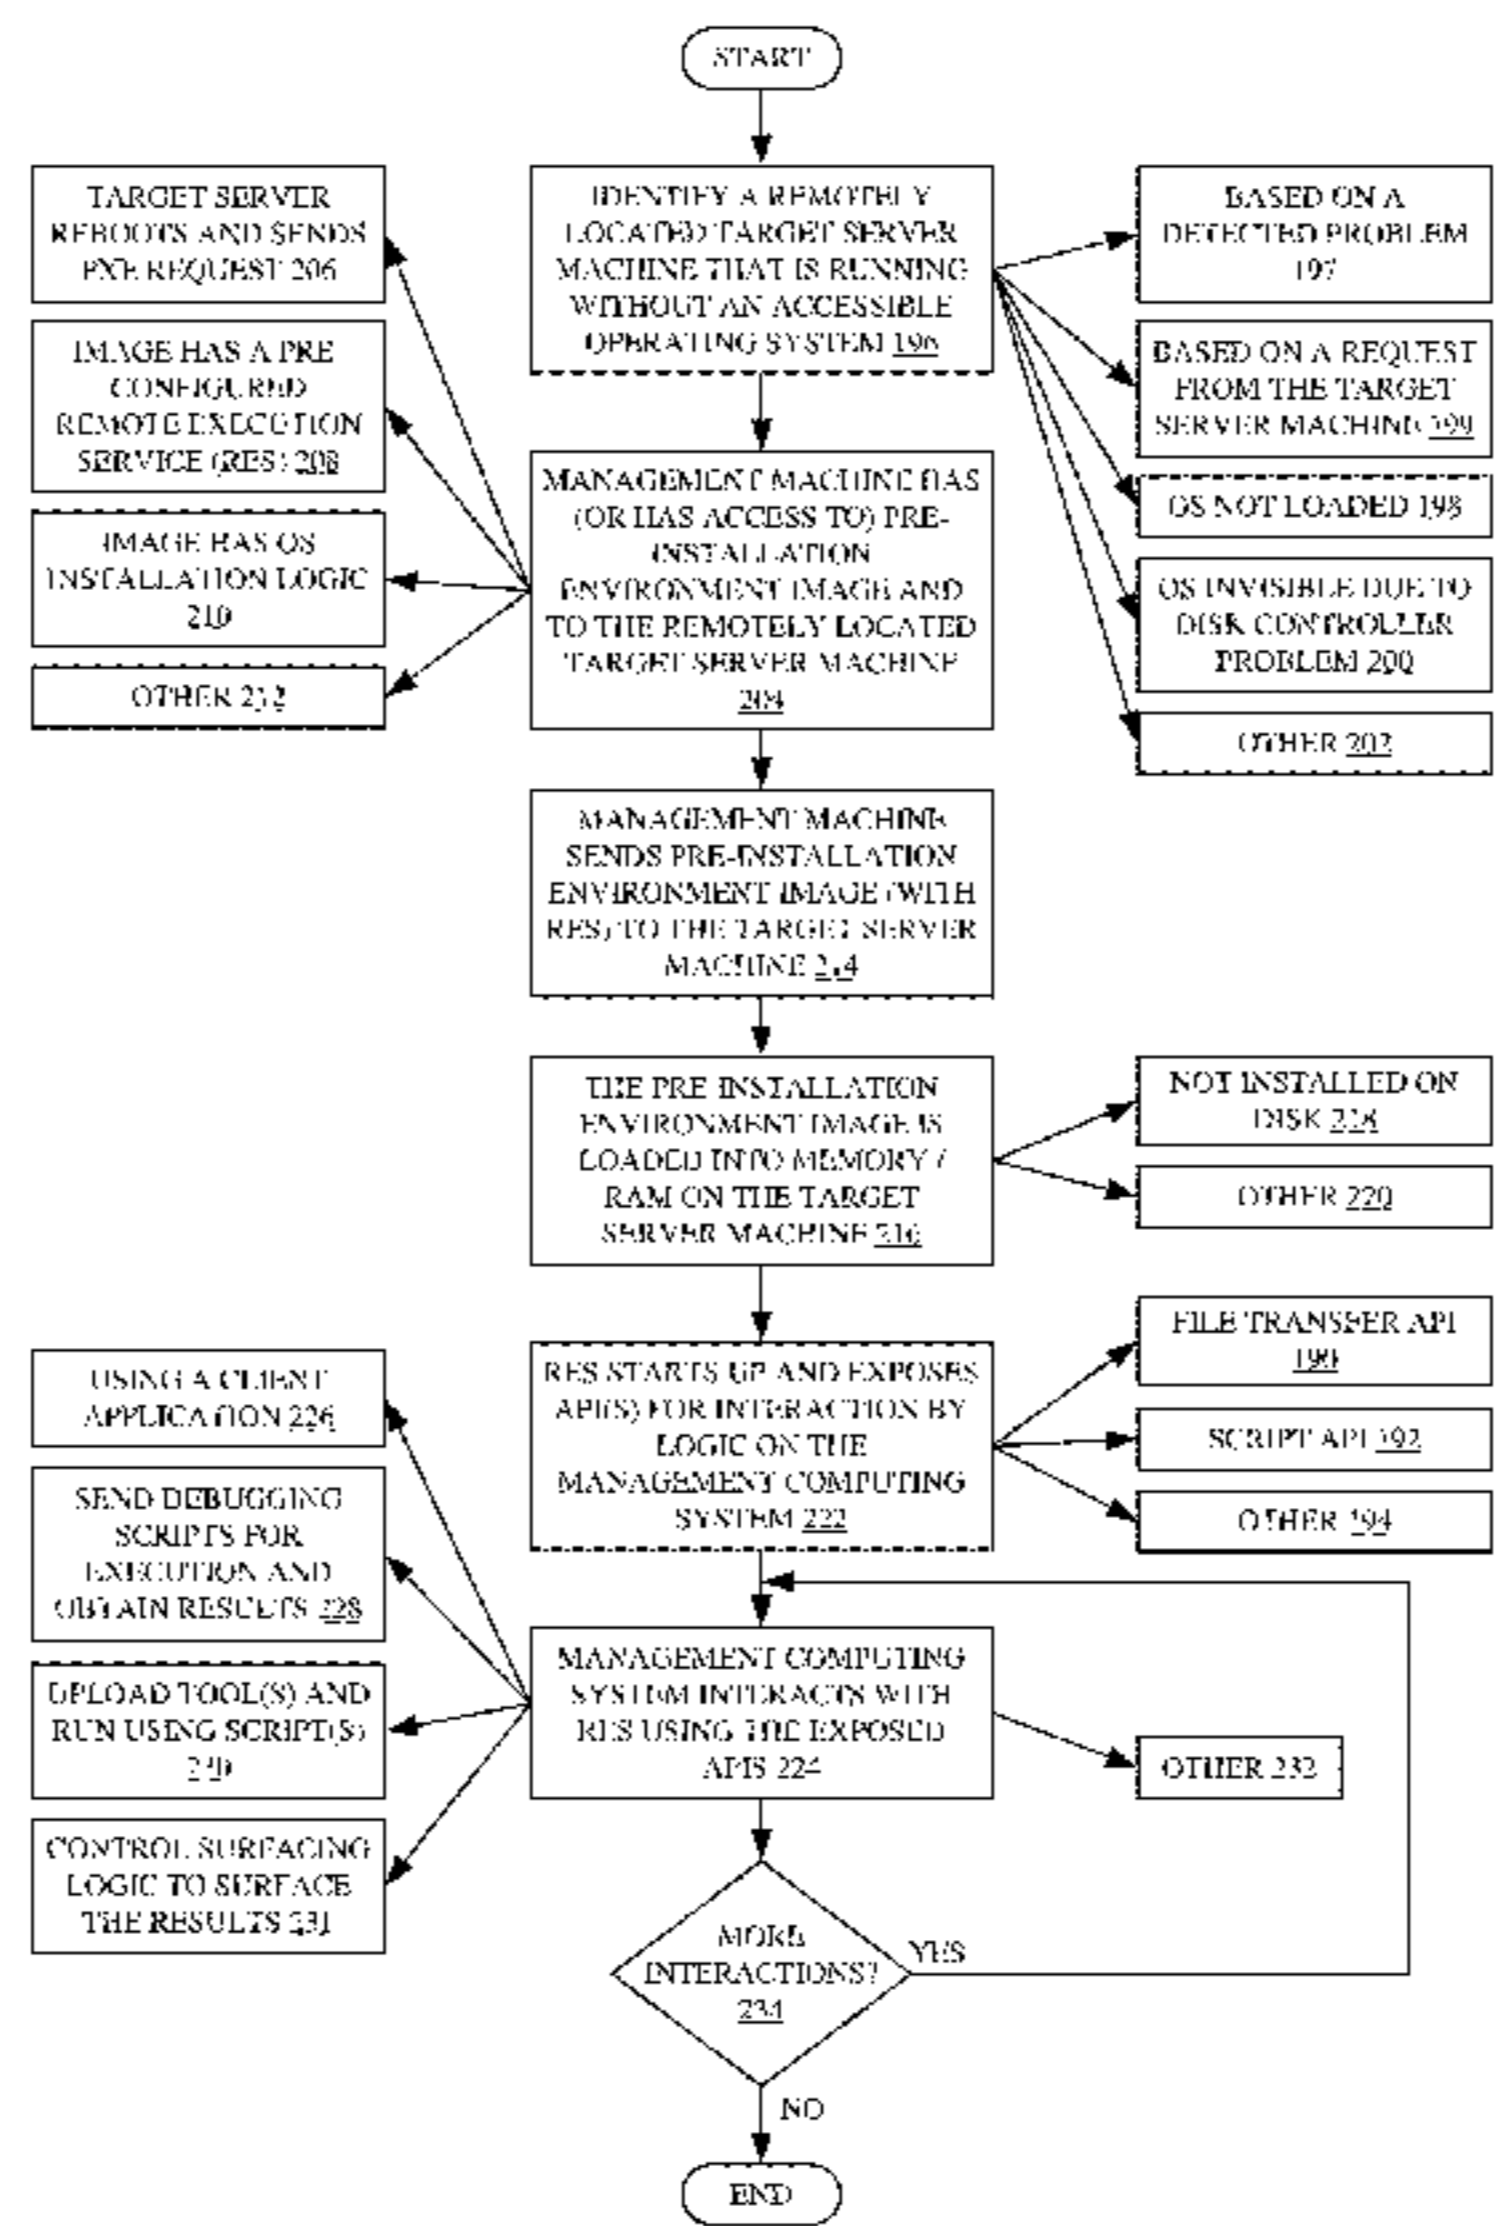 START
IDENTIFY A REMOTELY
LOCATED TARGET SERVER
MACHINE THAT IS RUNNING
WITHOUT AN ACCESSIBLE
OPERATING SYSTEM 196
BASED ON A
DETECTED PROBLEM
197
BASED ON A REQUEST
FROM THE TARGET
SERVER MACHINE 199
OS NOT LOADED 198
OS INVISIBLE DUE TO
DISK CONTROLLER
PROBLEM 200
OTHER 202
TARGET SERVER
REBOOTS AND SENDS
PXE REQUEST 206
IMAGE HAS A PRE
CONFIGURED
REMOTE EXECUTION
SERVICE (RES) 208
IMAGE HAS OS
INSTALLATION LOGIC
210
OTHER 212
MANAGEMENT MACHINE HAS
(OR HAS ACCESS TO) PRE-
INSTALLATION
ENVIRONMENT IMAGE AND
TO THE REMOTELY LOCATED
TARGET SERVER MACHINE
204
MANAGEMENT MACHINE
SENDS PRE-INSTALLATION
ENVIRONMENT IMAGE (WITH
RES) TO THE TARGET SERVER
MACHINE 214
THE PRE INSTALLATION
ENVIRONMENT IMAGE IS
LOADED INTO MEMORY /
RAM ON THE TARGET
SERVER MACHINE 216
NOT INSTALLED ON
DISK 218
OTHER 220
RES STARTS UP AND EXPOSES
API(S) FOR INTERACTION BY
LOGIC ON THE
MANAGEMENT COMPUTING
SYSTEM 222
FILE TRANSFER API
190
SCRIPT API 192
OTHER 194
USING A CLIENT
APPLICATION 226
SEND DEBUGGING
SCRIPTS FOR
EXECUTION AND
OBTAIN RESULTS 228
UPLOAD TOOL(S) AND
RUN USING SCRIPT(S)
230
CONTROL SURFACING
LOGIC TO SURFACE
THE RESULTS 231
MANAGEMENT COMPUTING
SYSTEM INTERACTS WITH
RES USING THE EXPOSED
APIS 224
OTHER 232
MORE
INTERACTIONS?
234
YES
NO
END